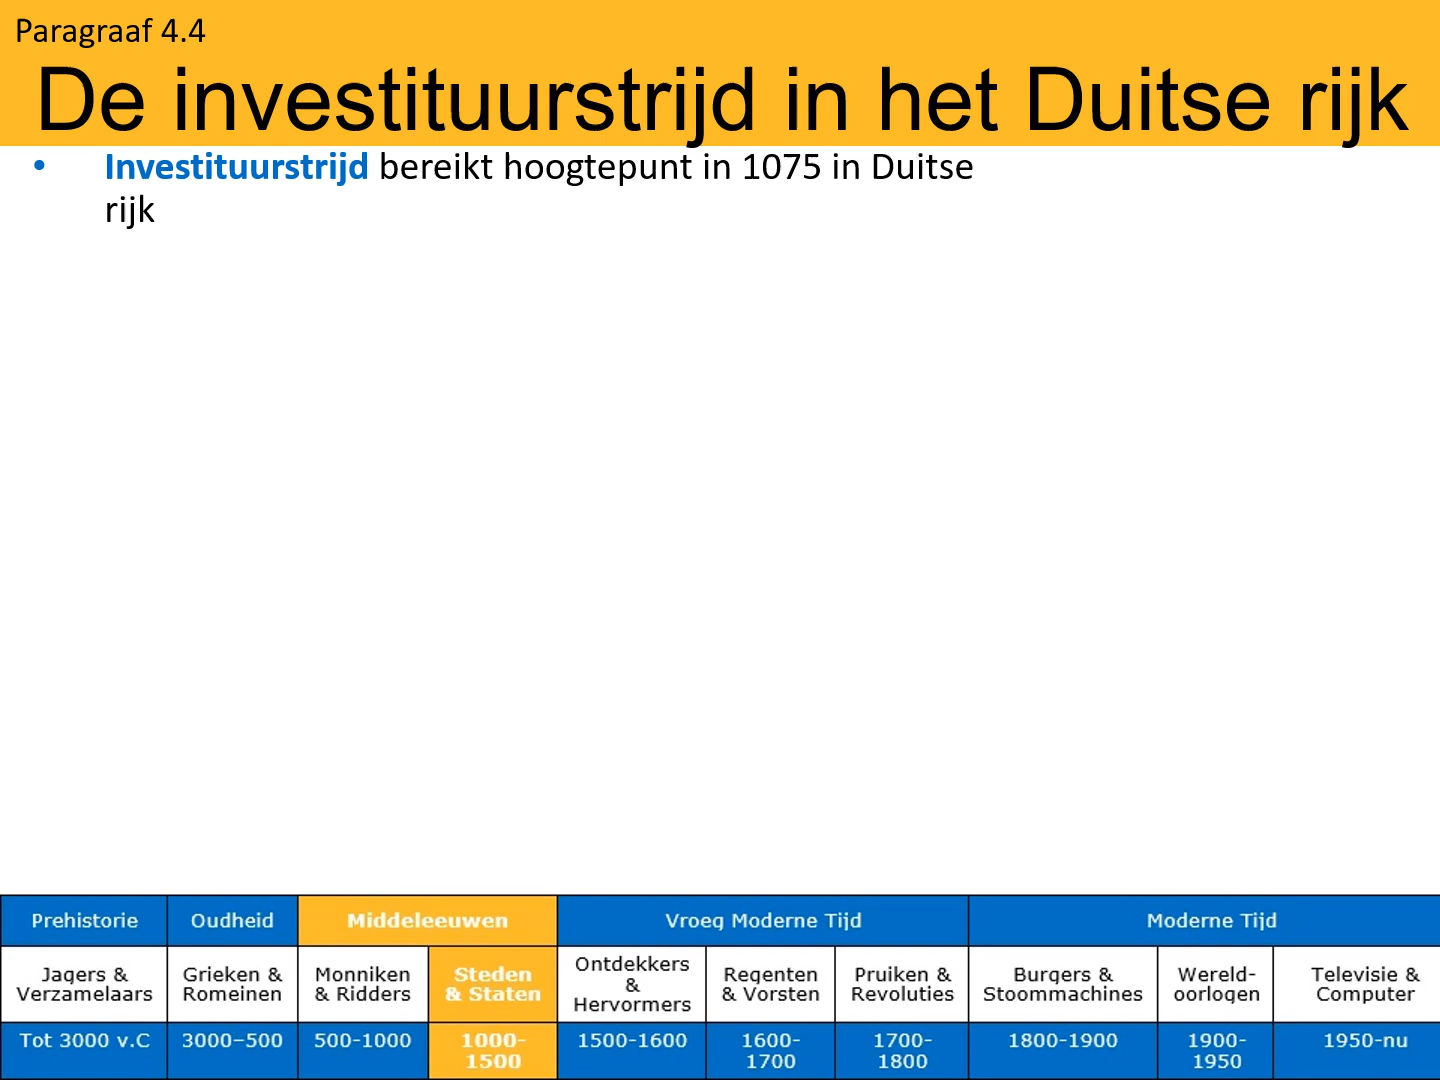 Paragraaf 4.4
De investituurstrijd in het Duitse rijk
• Investituurstrijd bereikt hoogtepunt in 1075 in Duitse
rijk
Prehistorie Oudheid Middeleeuwen Vroeg Moderne Tijd Moderne Tijd
Jagers &
Verzamelaars
Grieken &
Romeinen
Monniken
& Ridders
Steden
& Staten
Ontdekkers
&
Hervormers
Regenten
& Vorsten
Pruiken &
Revoluties
Burgers &
Stoommachines
Wereld-
oorlogen
Televisie &
Computer
Tot 3000 v.C
3000–500
500-1000
1000-
1500
1500-1600
1600-
1700
1700-
1800
1800-1900
1900-
1950
1950-nu